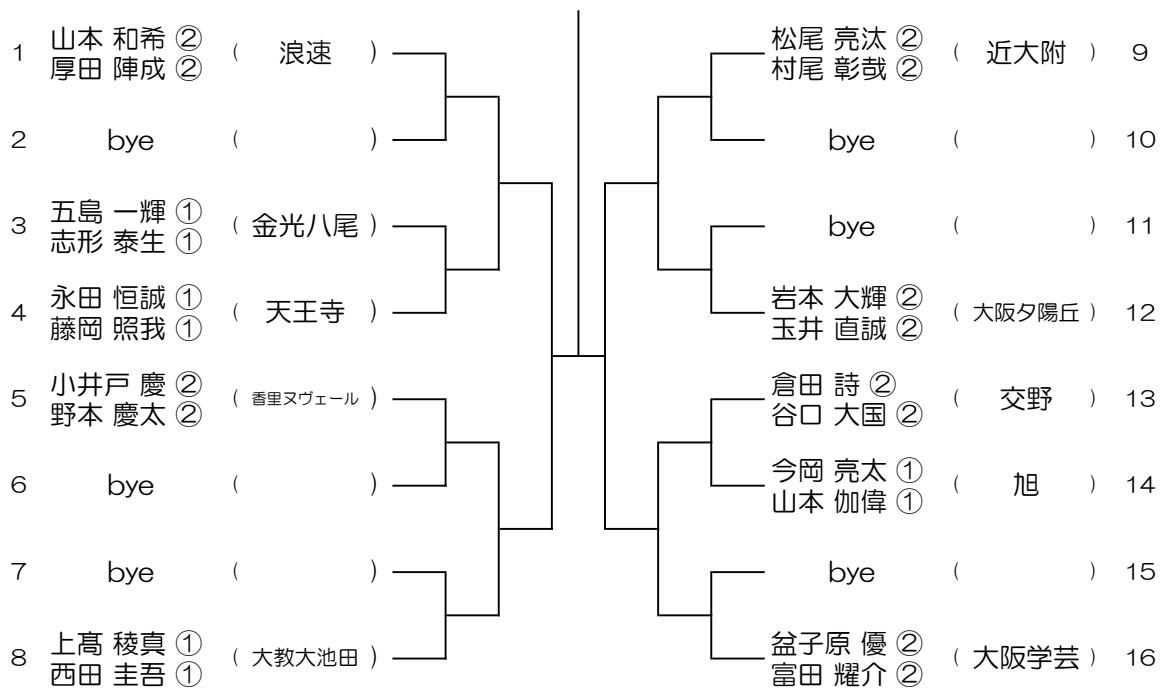 1 山本 和希 ② ( 浪速 )
厚田 陣成 ②
2 bye ( )
3 五島 一輝 ① ( 金光八尾 )
志形 泰生 ①
4 永田 恒誠 ① ( 天王寺 )
藤岡 照我 ①
5 小井戸 慶 ② ( 香里ヌヴェール )
野本 慶太 ②
6 bye ( )
7 bye ( )
8 上髙 稜真 ① ( 大教大池田 )
西田 圭吾 ①
松尾 亮汰 ② ( 近大附 ) 9
村尾 彰哉 ②
bye ( ) 10
bye ( ) 11
岩本 大輝 ② ( 大阪夕陽丘 ) 12
玉井 直誠 ②
倉田 詩 ② ( 交野 ) 13
谷口 大国 ②
今岡 亮太 ① ( 旭 ) 14
山本 伽偉 ①
bye ( ) 15
盆子原 優 ② ( 大阪学芸 ) 16
富田 耀介 ②